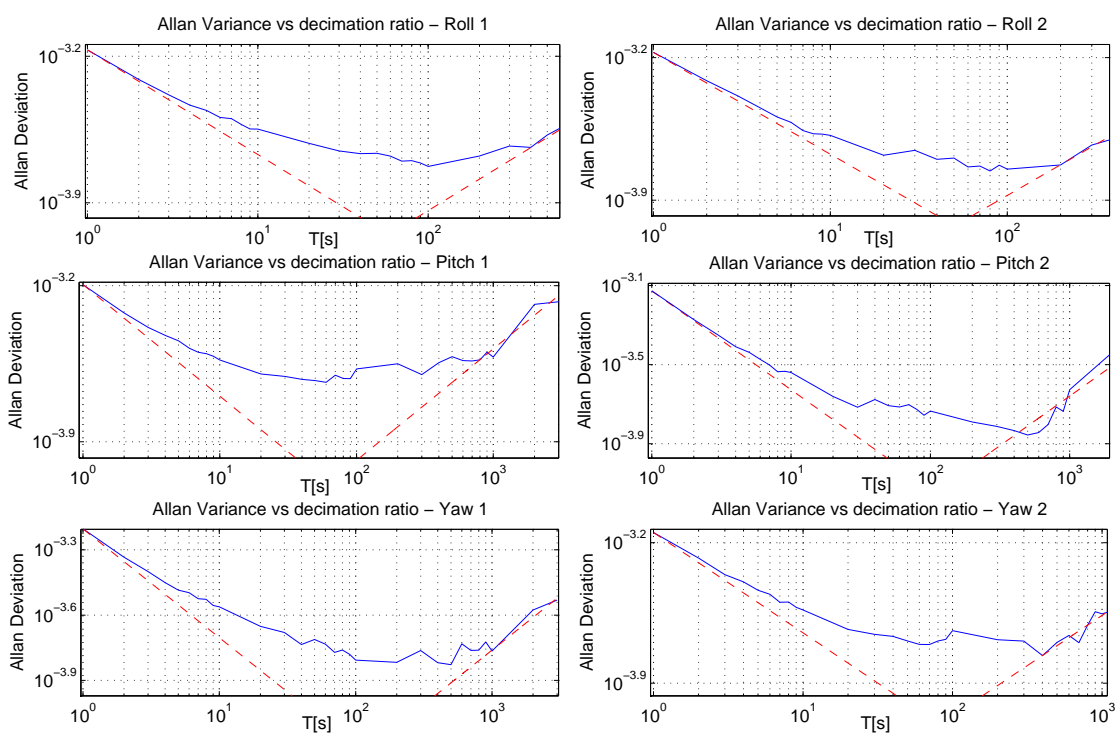 Allan Variance vs decimation ratio – Roll 1
10^−3.2
10^−3.9
Allan Deviation
10^0
10^1
10^2
T[s]
Allan Variance vs decimation ratio – Roll 2
10^−3.2
10^−3.9
Allan Deviation
10^0
10^1
10^2
T[s]
Allan Variance vs decimation ratio – Pitch 1
10^−3.2
10^−3.9
Allan Deviation
10^0
10^1
10^2
10^3
T[s]
Allan Variance vs decimation ratio – Pitch 2
10^−3.1
10^−3.5
10^−3.9
Allan Deviation
10^0
10^1
10^2
10^3
T[s]
Allan Variance vs decimation ratio – Yaw 1
10^−3.3
10^−3.6
10^−3.9
Allan Deviation
10^0
10^1
10^2
10^3
T[s]
Allan Variance vs decimation ratio – Yaw 2
10^−3.2
10^−3.9
Allan Deviation
10^0
10^1
10^2
10^3
T[s]